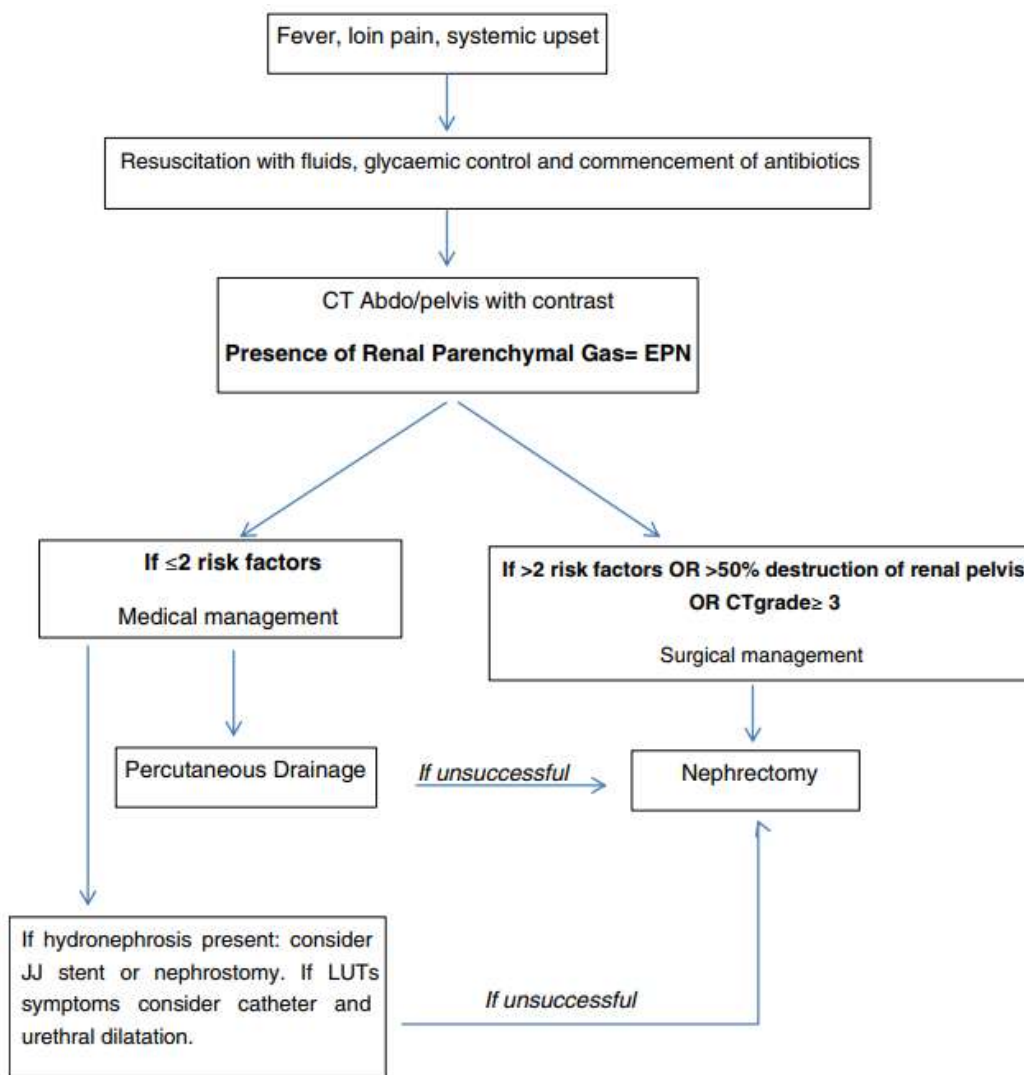 Fever, loin pain, systemic upset
Resuscitation with fluids, glycaemic control and commencement of antibiotics
CT Abdo/pelvis with contrast
Presence of Renal Parenchymal Gas= EPN
If ≤2 risk factors
Medical management
If >2 risk factors OR >50% destruction of renal pelvis
OR CTgrade≥ 3
Surgical management
Percutaneous Drainage
If unsuccessful
Nephrectomy
If hydronephrosis present: consider
JJ stent or nephrostomy. If LUTs
symptoms consider catheter and
urethral dilatation.
If unsuccessful